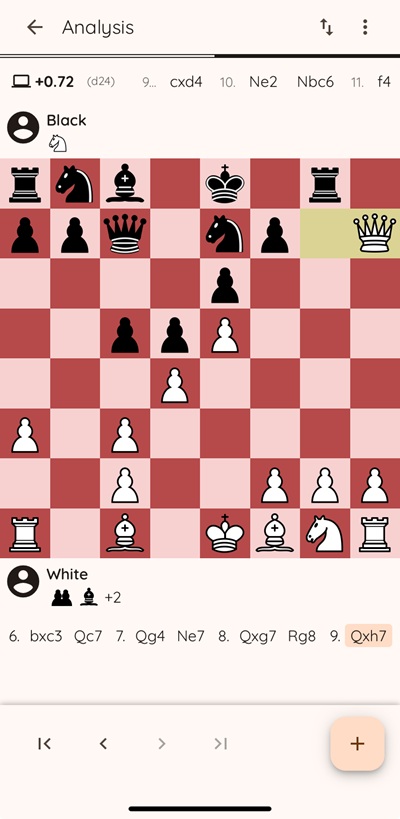 Analysis
+0.72 (d24) 9... cxd4 10. Ne2 Nbc6 11. f4
Black
White
+2
6. bxc3 Qc7 7. Qg4 Ne7 8. Qxg7 Rg8 9. Qxh7
+